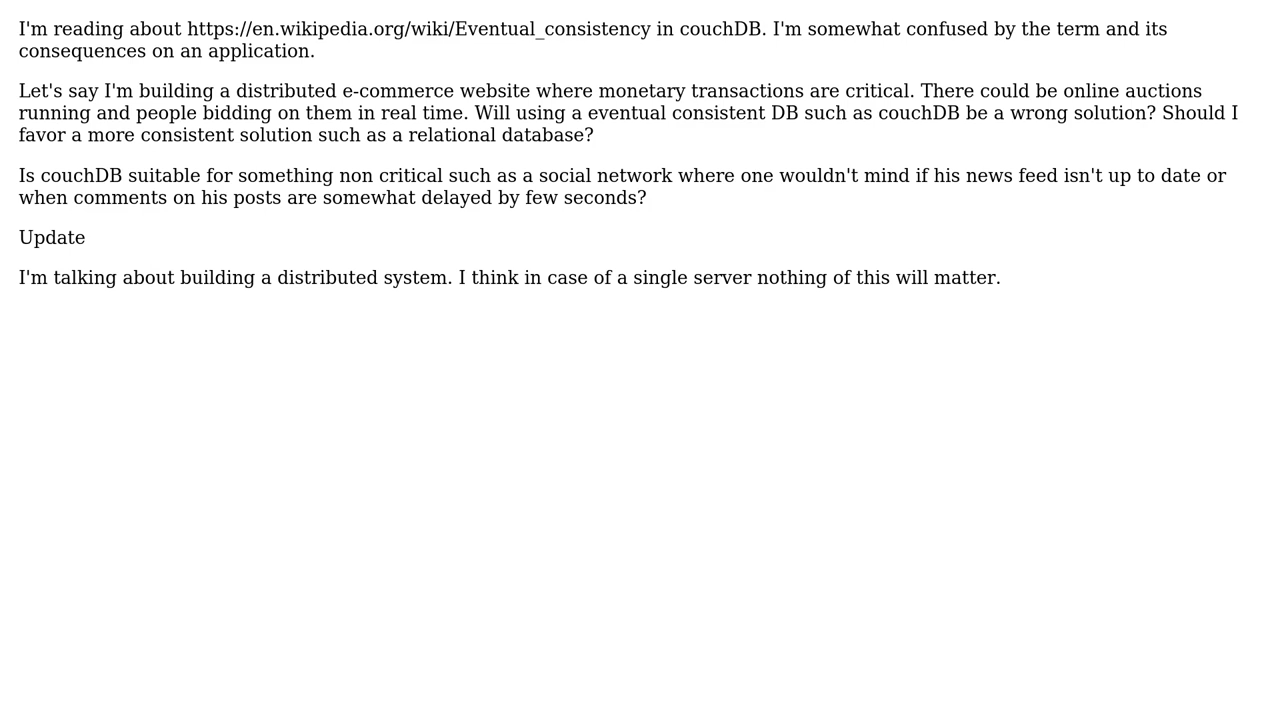 I'm reading about https://en.wikipedia.org/wiki/Eventual_consistency in couchDB. I'm somewhat confused by the term and its
consequences on an application.
Let's say I'm building a distributed e-commerce website where monetary transactions are critical. There could be online auctions
running and people bidding on them in real time. Will using a eventual consistent DB such as couchDB be a wrong solution? Should I
favor a more consistent solution such as a relational database?
Is couchDB suitable for something non critical such as a social network where one wouldn't mind if his news feed isn't up to date or
when comments on his posts are somewhat delayed by few seconds?
Update
I'm talking about building a distributed system. I think in case of a single server nothing of this will matter.